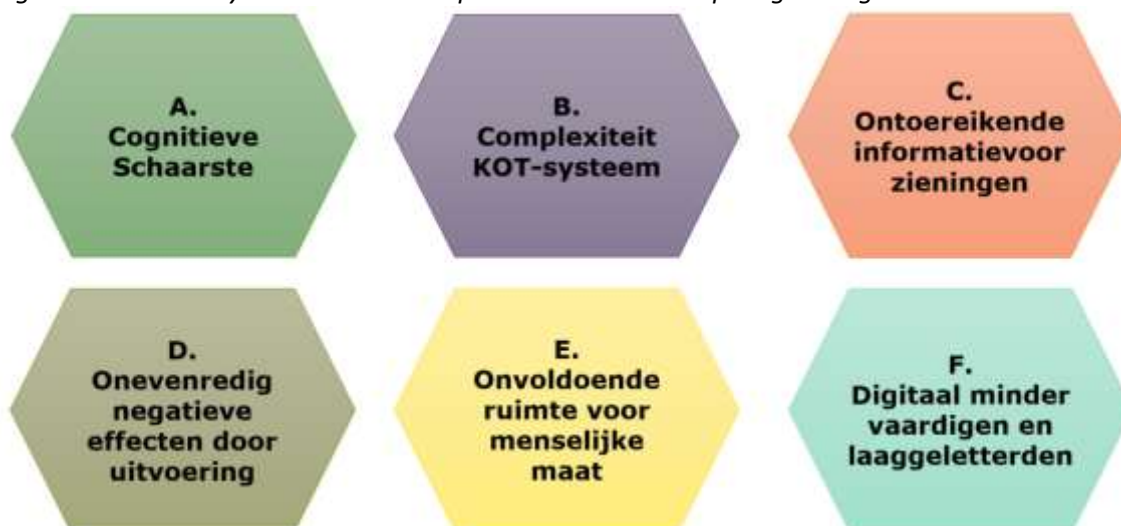 A.
Cognitieve
Schaarste
B.
Complexiteit
KOT-systeem
C.
Ontoereikende
informatievoor
zieningen
D.
Onevenredig
negatieve
effecten door
uitvoering
E.
Onvoldoende
ruimte voor
menselijke
maat
F.
Digitaal minder
vaardigen en
laaggeletterden